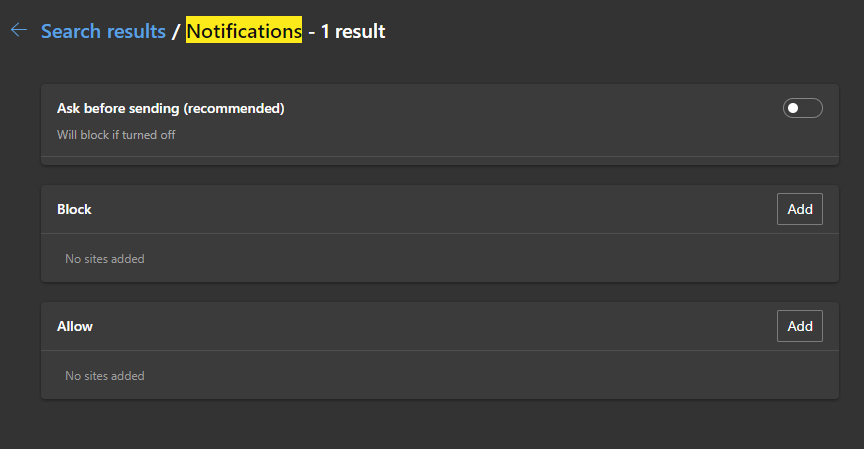 Search results / Notifications - 1 result
Ask before sending (recommended)
Will block if turned off
Block
Add
No sites added
Allow
Add
No sites added